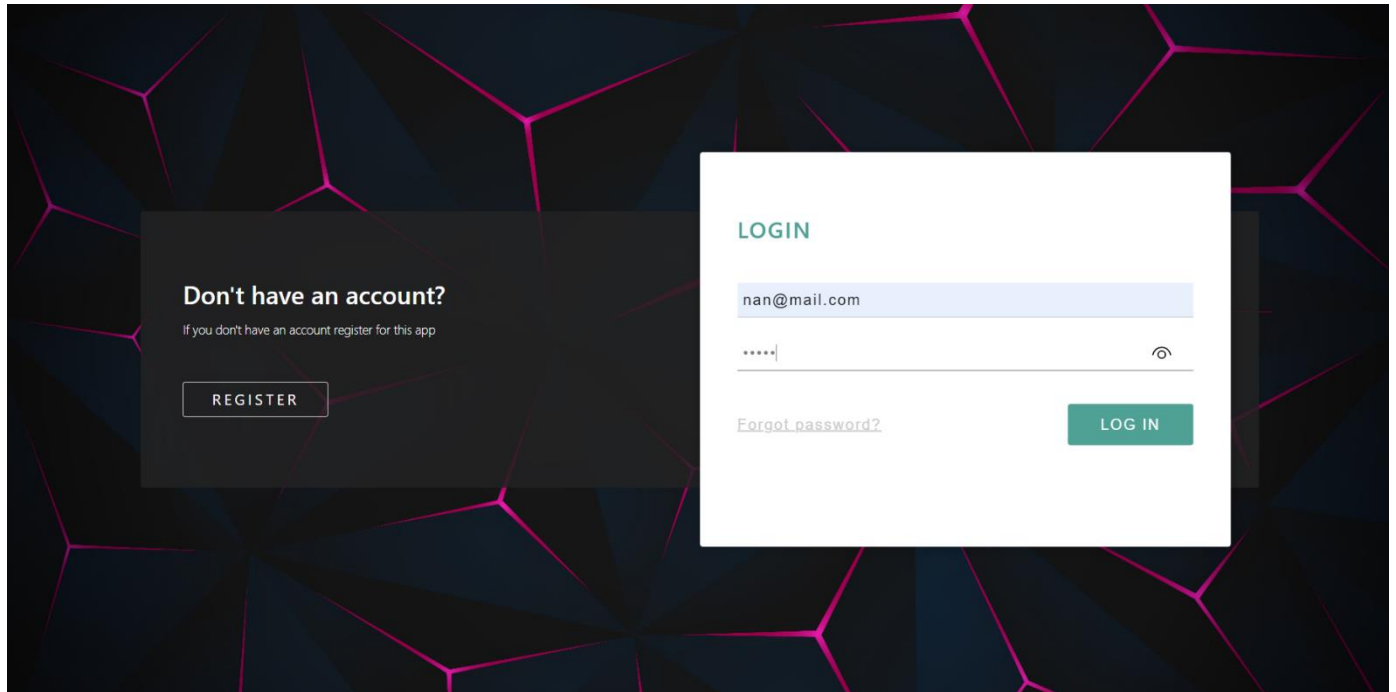 Don't have an account?
If you don't have an account register for this app
REGISTER
LOGIN
nan@mail.com
•••••
Forgot password?
LOG IN